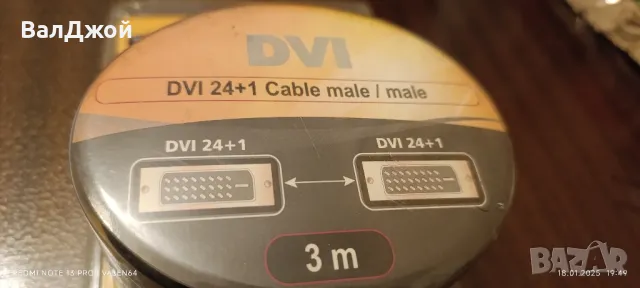 ВалДжой
DVI
DVI 24+1 Cable male / male
DVI 24+1 DVI 24+1
3 m
REDMI NOTE 13 PRO | VASEN64
18.01.2025 19:49
BAZAR